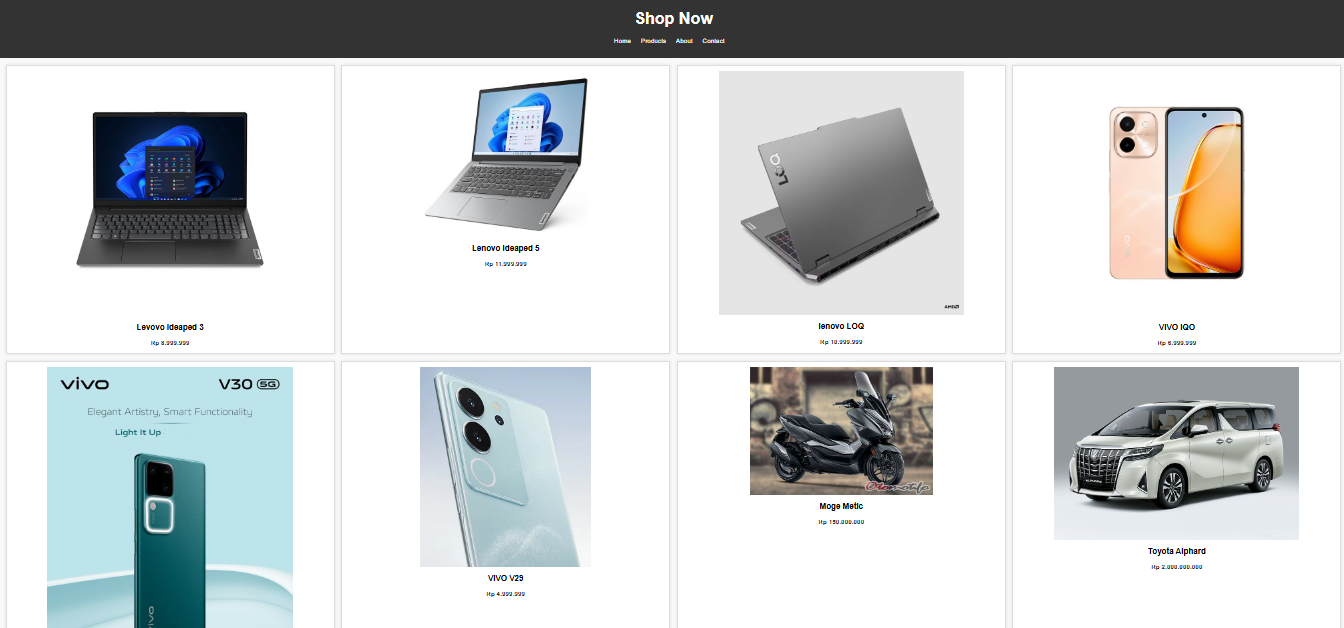 Shop Now
Home Products About Contact
LOQ
AMD
Levovo Ideaped 3
Rp 8.999.999
Lenovo Ideaped 5
Rp 11.999.999
lenovo LOQ
Rp 10.999.999
VIVO IQO
Rp 6.999.999
vivo V30 5G
Elegant Artistry, Smart Functionality
Light It Up
vivo
VIVO V29
Rp 4.999.999
@otomotifo
Moge Metic
Rp 150.000.000
Toyota Alphard
Rp 2.000.000.000